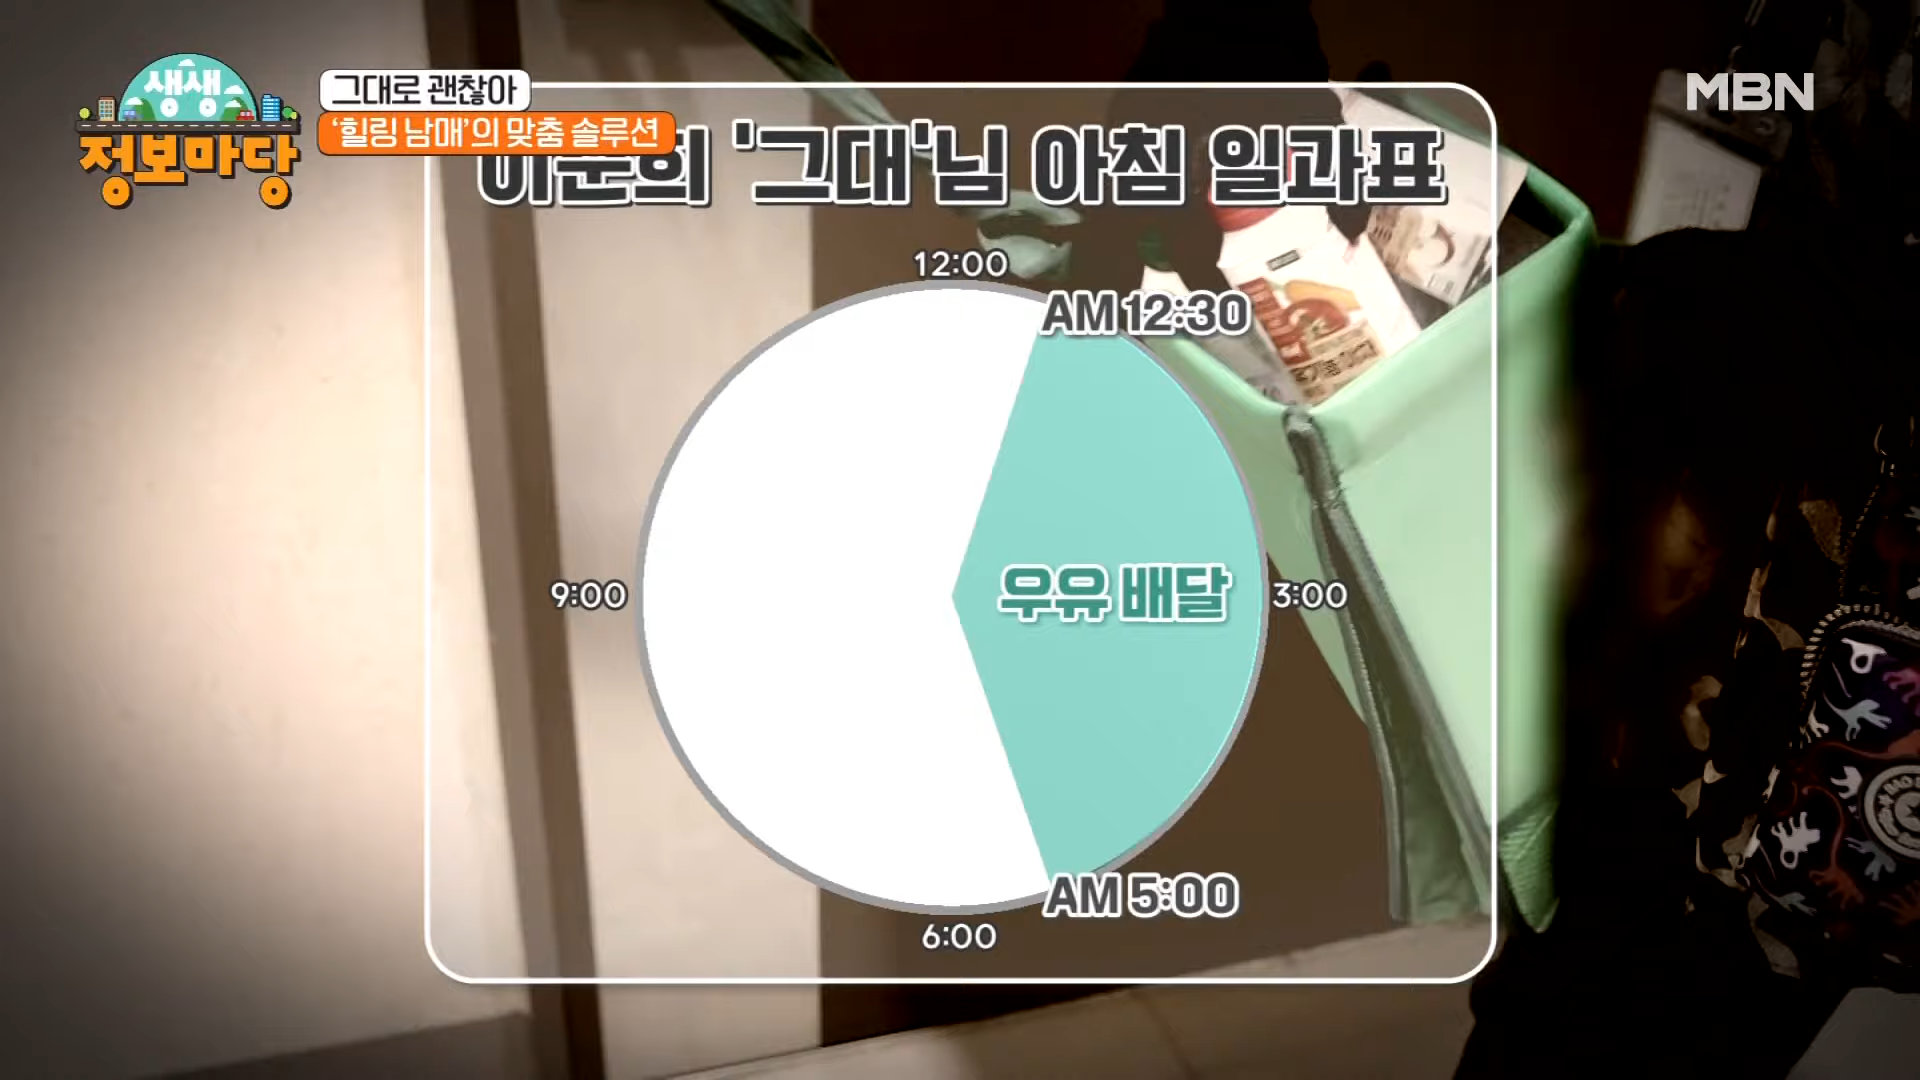 생생
정보마당
그대로 괜찮아
‘힐링 남매’의 맞춤 솔루션
MBN
'그대'님 아침 일과표
12:00
AM 12:30
9:00
우유 배달
3:00
AM 5:00
6:00